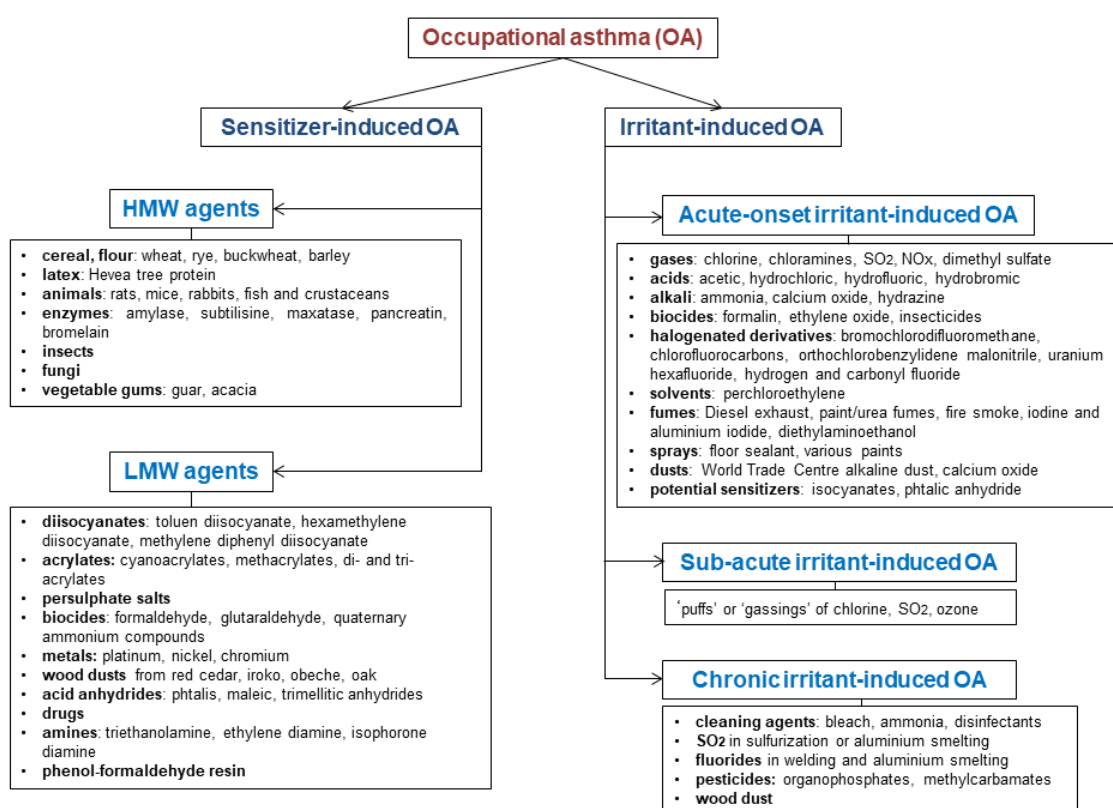 Occupational asthma (OA)
Sensitizer-induced OA
Irritant-induced OA
HMW agents
• cereal, flour: wheat, rye, buckwheat, barley
• latex: Hevea tree protein
• animals: rats, mice, rabbits, fish and crustaceans
• enzymes: amylase, subtilisine, maxatase, pancreatin,
bromelain
• insects
• fungi
• vegetable gums: guar, acacia
LMW agents
• diisocyanates: toluen diisocyanate, hexamethylene
diisocyanate, methylene diphenyl diisocyanate
• acrylates: cyanoacrylates, methacrylates, di- and tri-
acrylates
• persulphate salts
• biocides: formaldehyde, glutaraldehyde, quaternary
ammonium compounds
• metals: platinum, nickel, chromium
• wood dusts from red cedar, iroko, obeche, oak
• acid anhydrides: phtalis, maleic, trimellitic anhydrides
• drugs
• amines: triethanolamine, ethylene diamine, isophorone
diamine
• phenol-formaldehyde resin
Acute-onset irritant-induced OA
• gases: chlorine, chloramines, SO2, NOx, dimethyl sulfate
• acids: acetic, hydrochloric, hydrofluoric, hydrobromic
• alkali: ammonia, calcium oxide, hydrazine
• biocides: formalin, ethylene oxide, insecticides
• halogenated derivatives: bromochlorodifluoromethane,
chlorofluorocarbons, orthochlorobenzylidene malonitrile, uranium
hexafluoride, hydrogen and carbonyl fluoride
• solvents: perchloroethylene
• fumes: Diesel exhaust, paint/urea fumes, fire smoke, iodine and
aluminium iodide, diethylaminoethanol
• sprays: floor sealant, various paints
• dusts: World Trade Centre alkaline dust, calcium oxide
• potential sensitizers: isocyanates, phtalic anhydride
Sub-acute irritant-induced OA
‘puffs’ or ‘gassings’ of chlorine, SO2, ozone
Chronic irritant-induced OA
• cleaning agents: bleach, ammonia, disinfectants
• SO2 in sulfurization or aluminium smelting
• fluorides in welding and aluminium smelting
• pesticides: organophosphates, methylcarbamates
• wood dust